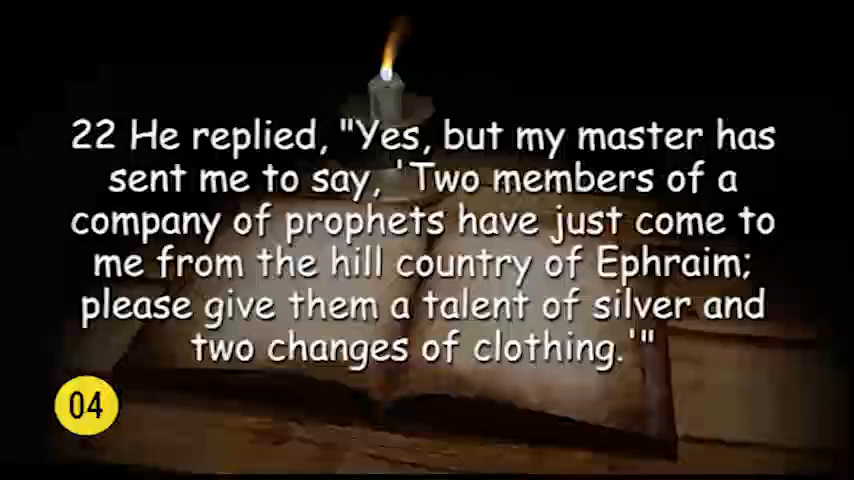 22 He replied, "Yes, but my master has
sent me to say, 'Two members of a
company of prophets have just come to
me from the hill country of Ephraim;
please give them a talent of silver and
two changes of clothing.'"
04